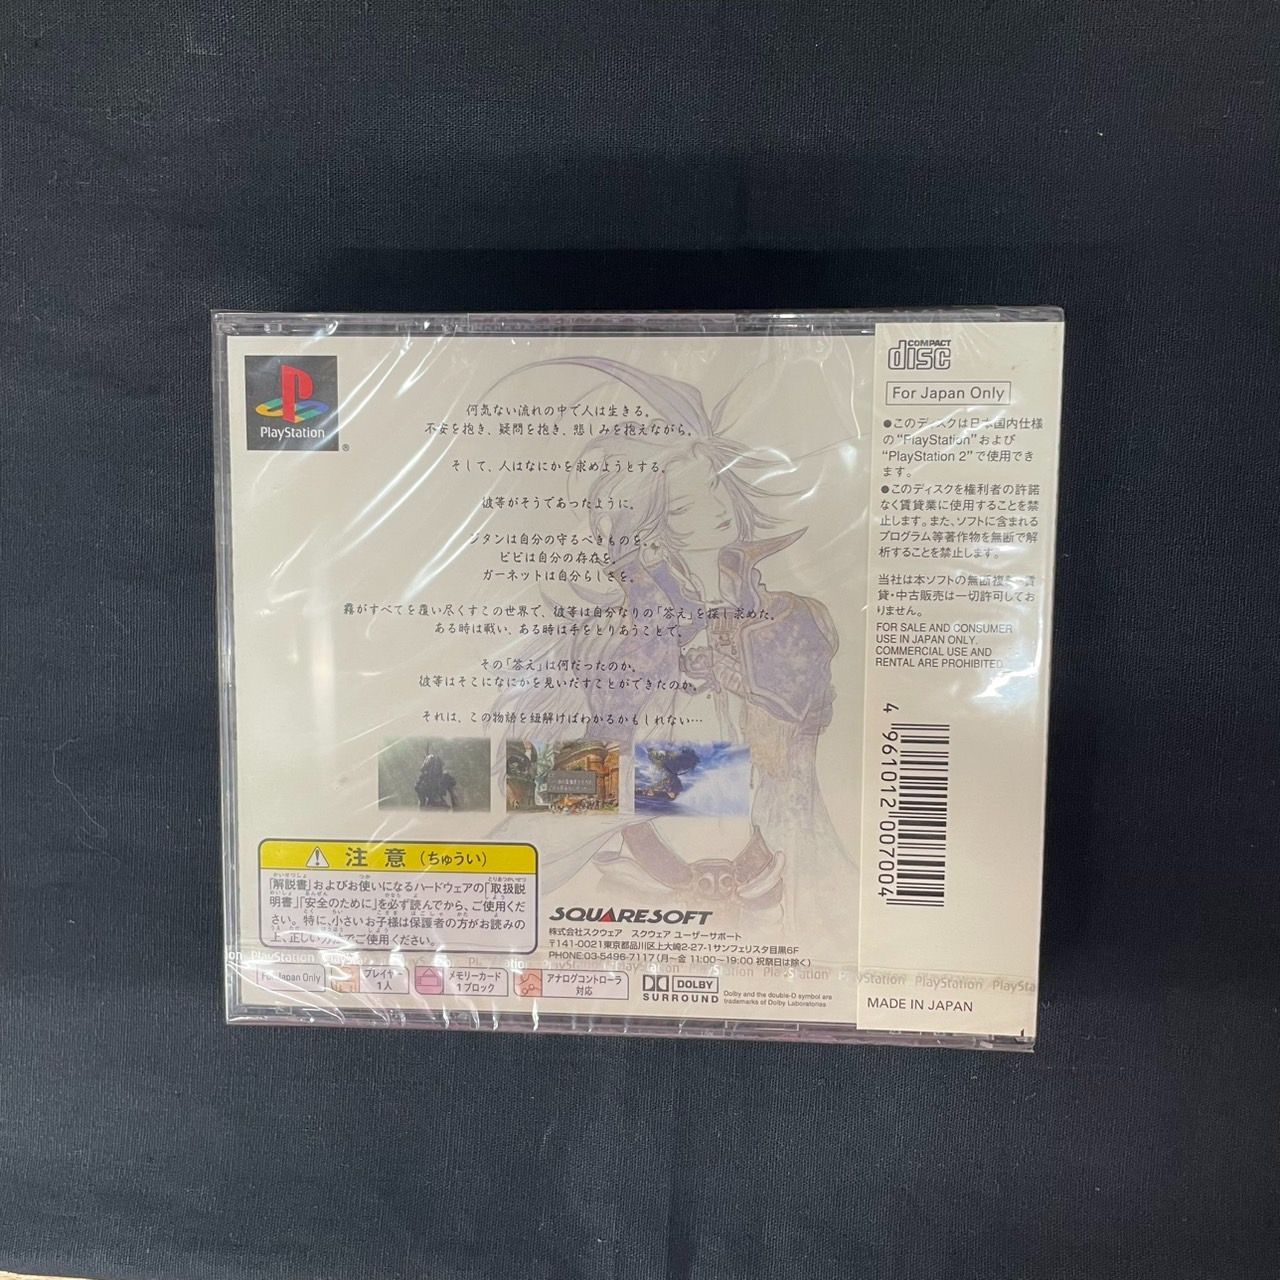 PlayStation
何気ない流れの中で人は生きる。
不安を抱き、疑問を抱き、悲しみを抱えながら。
そして、人はなにかを求めようとする。
彼等がそうであったように。
ジタンは自分の守るべきものを。
ビビは自分の存在を。
ガーネットは自分らしさを。
霧がすべてを覆い尽くすこの世界で、彼等は自分なりの「答え」を探し求めた。
ある時は戦い、ある時は手をとりあうことで。
その「答え」は何だったのか。
彼等はそこになにかを見いだすことができたのか。
それは、この物語を紐解けばわかるかもしれない…
注意(ちゅうい)
「解説書」およびお使いになるハードウェアの「取扱説
明書」「安全のために」を必ず読んでから、ご使用くだ
さい。特に、小さいお子様は保護者の方がお読みの
上、正しい方法でご使用ください。
SQUARESOFT
株式会社スクウェア スクウェア ユーザーサポート
〒141-0021東京都品川区上大崎2-27-1サンフェリスタ目黒6F
PHONE:03-5496-7117(月～金 11:00～19:00 祝祭日は除く)
PlayStation PlayStation PlayStation PlayStation PlayStation PlayStation
For Japan Only
プレイヤー
1人
メモリーカード
1ブロック
アナログコントローラ
対応
DOLBY
SURROUND
Dolby and the double-D symbol are
trademarks of Dolby Laboratories
COMPACT
disc
For Japan Only
●このディスクは日本国内仕様
の"PlayStation"および
"PlayStation 2"で使用でき
ます。
●このディスクを権利者の許諾
なく賃貸業に使用することを禁
止します。また、ソフトに含まれる
プログラム等著作物を無断で解
析することを禁止します。
当社は本ソフトの無断複製・賃
貸・中古販売は一切許可してお
りません。
FOR SALE AND CONSUMER
USE IN JAPAN ONLY.
COMMERCIAL USE AND
RENTAL ARE PROHIBITED.
4 961012 007004
MADE IN JAPAN